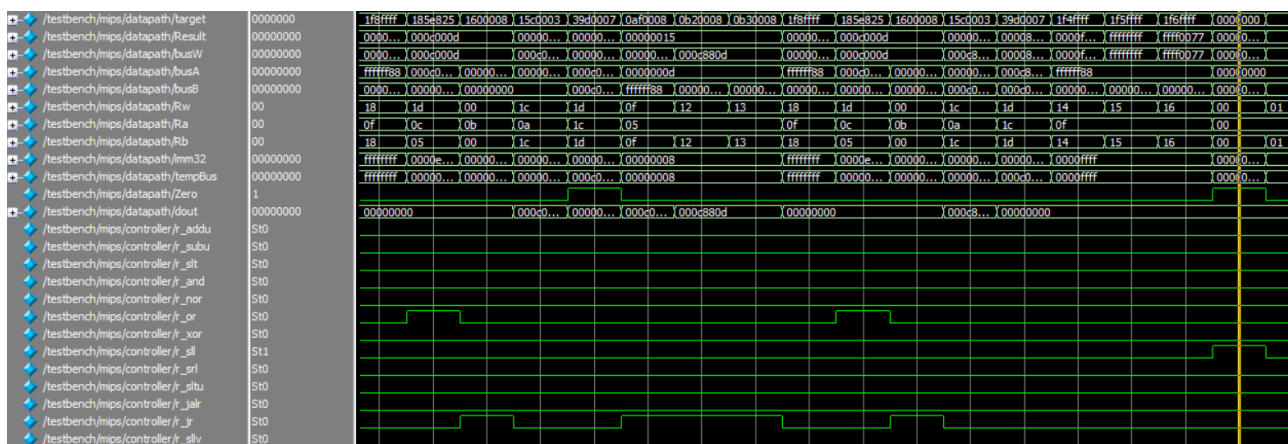 /testbench/mips/datapath/target 0000000 1f8ffff 185e825 1600008 15c0003 39d0007 0af0008 0b20008 0b30008 1f8ffff 185e825 1600008 15c0003 39d0007 1f4ffff 1f5ffff 1f6ffff 0000000
/testbench/mips/datapath/Result 00000000 0000... 000c000d 00000... 00000... 00000015 00000... 000c000d 00000... 00008... 0000f... ffffffff ffff0077 00000...
/testbench/mips/datapath/busW 00000000 0000... 000c000d 000c0... 00000... 00000... 000c880d 00000... 000c000d 000c8... 00008... 0000f... ffffffff ffff0077 00000...
/testbench/mips/datapath/busA 00000000 ffffff88 000c0... 00000... 00000... 000c0... 0000000d ffffff88 000c0... 00000... 00000... 000c8... ffffff88 00000000
/testbench/mips/datapath/busB 00000000 0000... 00000... 00000000 000c0... ffffff88 00000... 00000... 00000... 00000... 00000... 00000... 000c0... 00000... 00000... 00000... 00000...
/testbench/mips/datapath/Rw 00 18 1d 00 1c 1d 0f 12 13 18 1d 00 1c 1d 14 15 16 00 01
/testbench/mips/datapath/Ra 00 0f 0c 0b 0a 1c 05 0f 0c 0b 0a 1c 0f 00
/testbench/mips/datapath/Rb 00 18 05 00 1c 1d 0f 12 13 18 05 00 1c 1d 14 15 16 00 01
/testbench/mips/datapath/imm32 00000000 ffffffff 0000e... 00000... 00000... 00000... 00000008 ffffffff 0000e... 00000... 00000... 00000... 0000ffff 00000...
/testbench/mips/datapath/tempBus 00000000 ffffffff 00000... 00000... 00000... 000c0... 00000008 ffffffff 00000... 00000... 00000... 000c0... 0000ffff 00000...
/testbench/mips/datapath/Zero 1
/testbench/mips/datapath/dout 00000000 00000000 000c0... 00000... 000c0... 000c880d 00000000 000c8... 00000000
/testbench/mips/controller/r_addu St0
/testbench/mips/controller/r_subu St0
/testbench/mips/controller/r_slt St0
/testbench/mips/controller/r_and St0
/testbench/mips/controller/r_nor St0
/testbench/mips/controller/r_or St0
/testbench/mips/controller/r_xor St0
/testbench/mips/controller/r_sll St1
/testbench/mips/controller/r_srl St0
/testbench/mips/controller/r_sltu St0
/testbench/mips/controller/r_jalr St0
/testbench/mips/controller/r_jr St0
/testbench/mips/controller/r_sllv St0